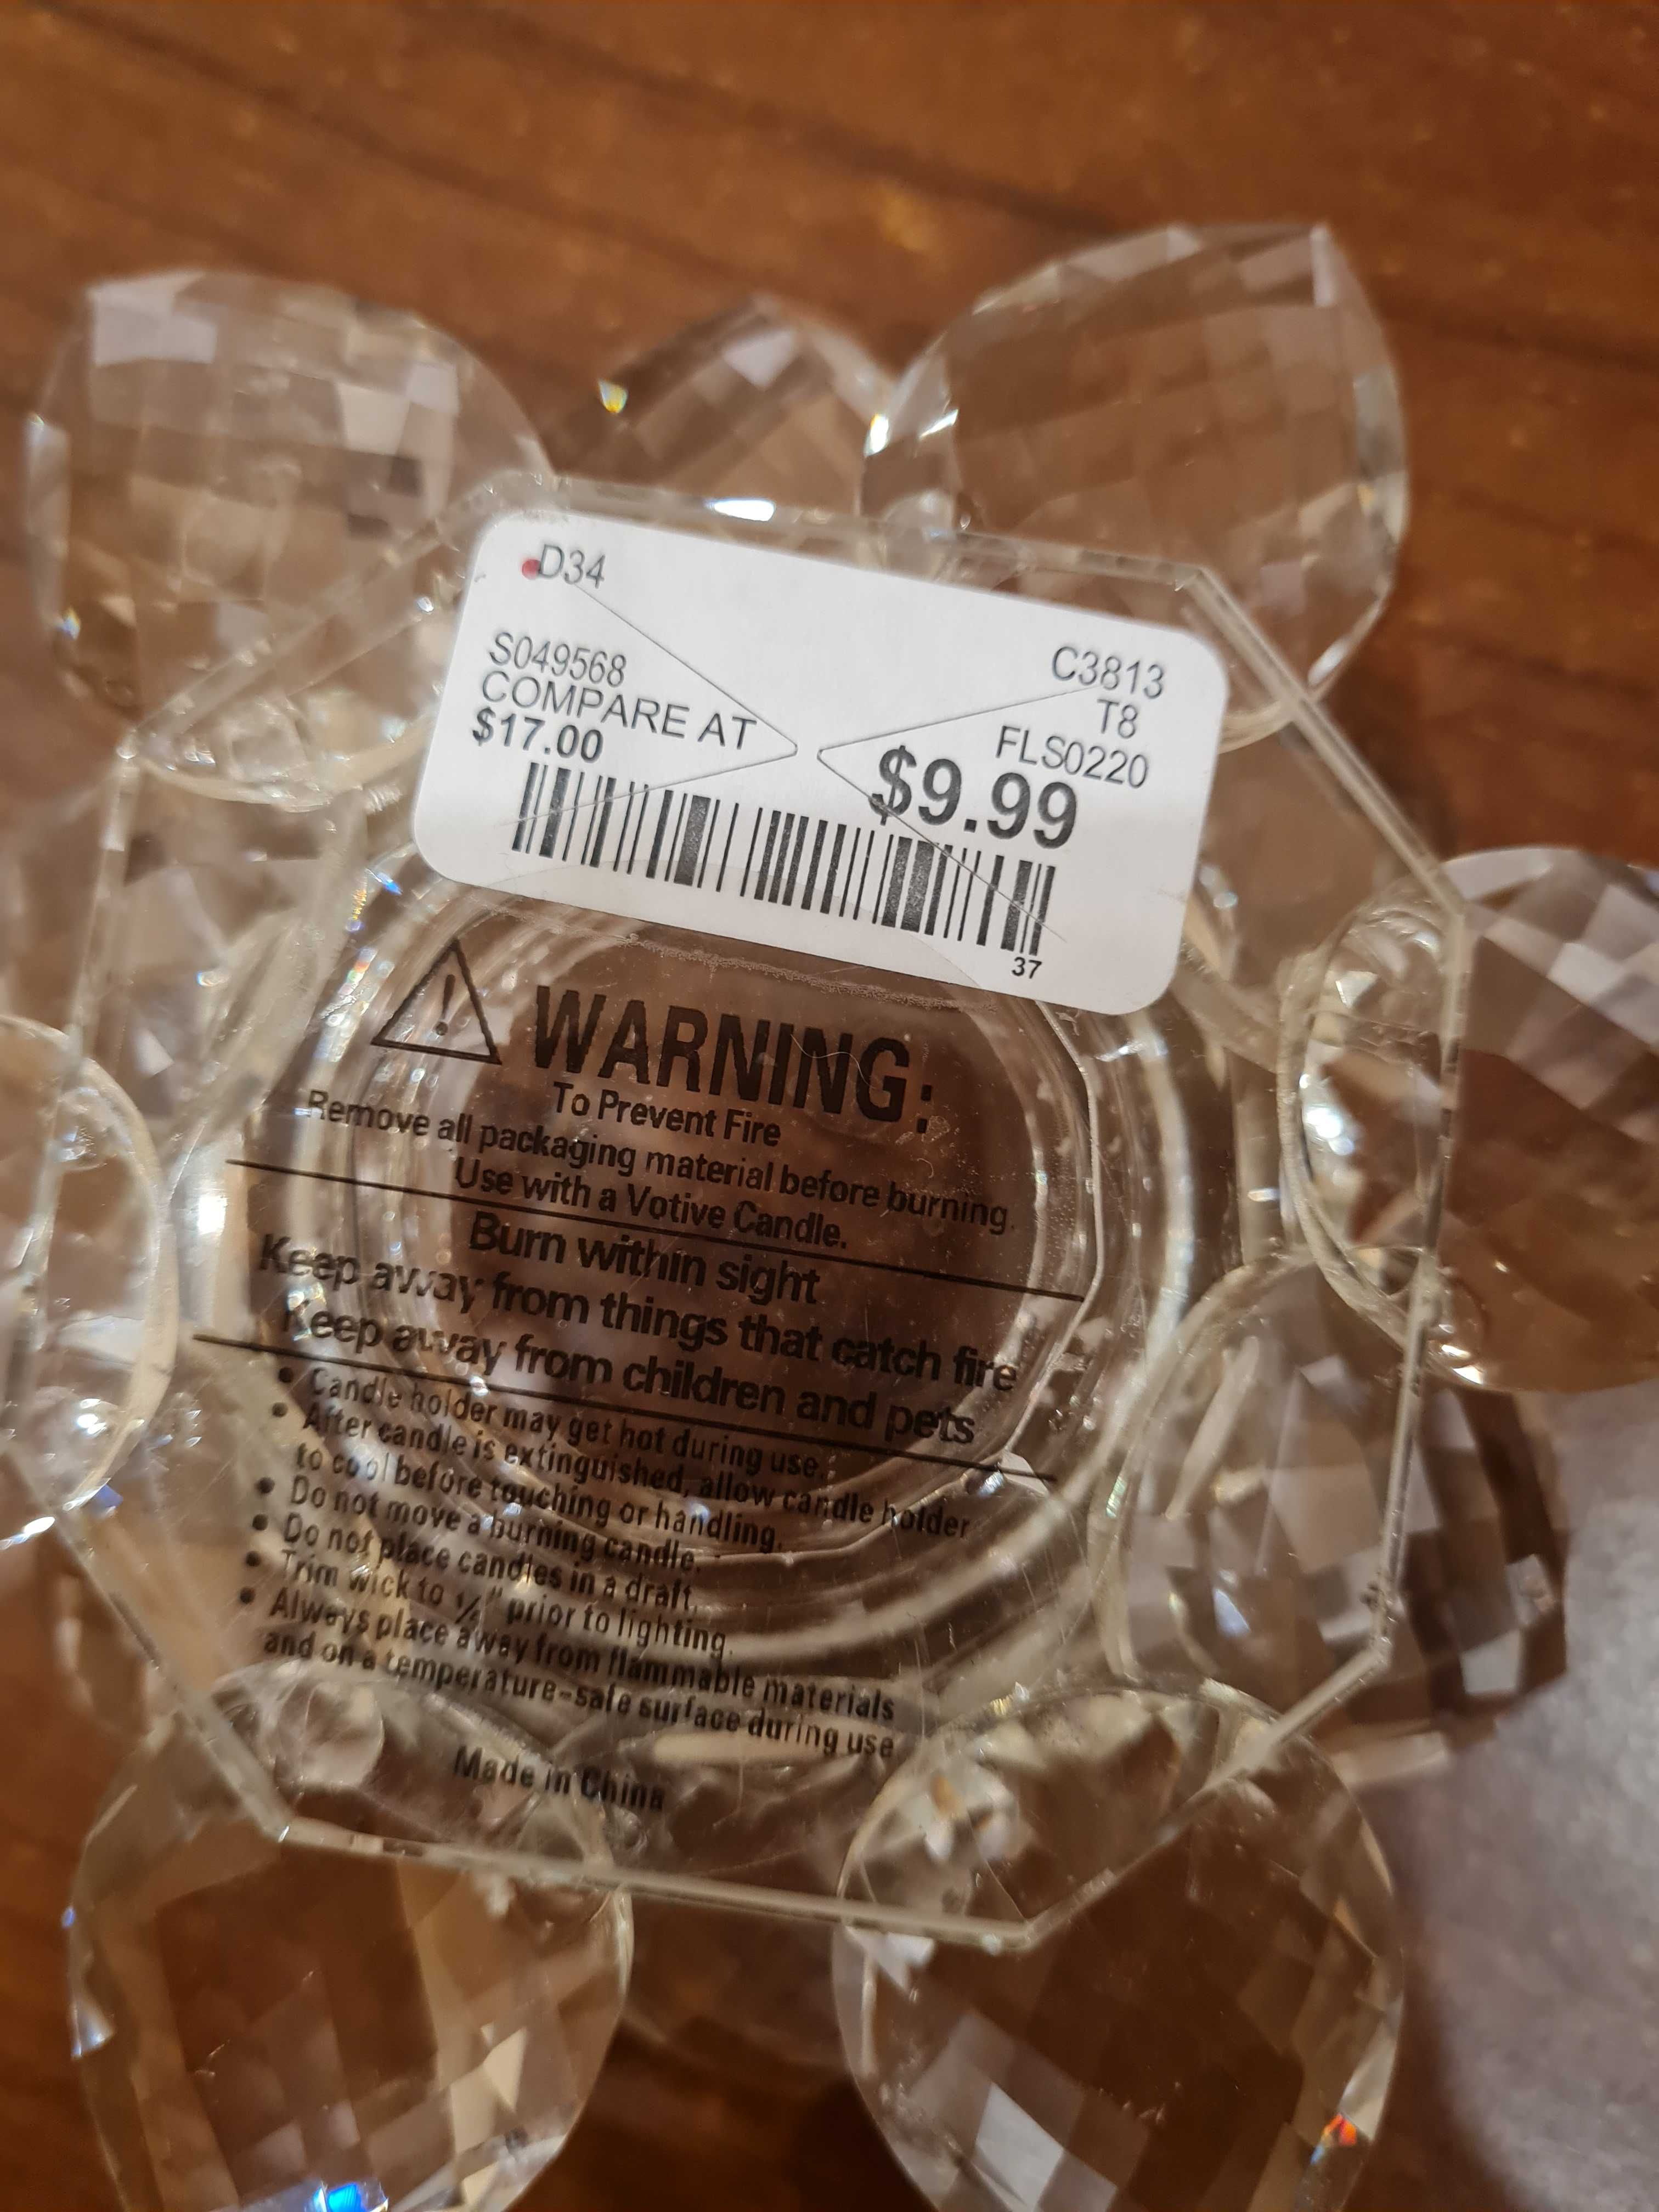 D34
S049568
COMPARE AT
$17.00
C3813
T8
FLS0220
$9.99
37
WARNING:
To Prevent Fire
Remove all packaging material before burning.
Use with a Votive Candle.
Burn within sight
Keep away from things that catch fire
Keep away from children and pets
• Candle holder may get hot during use.
• After candle is extinguished, allow candle holder
to cool before touching or handling.
• Do not move a burning candle.
• Do not place candles in a draft.
• Trim wick to ¼" prior to lighting.
• Always place away from flammable materials
and on a temperature-safe surface during use
Made in China